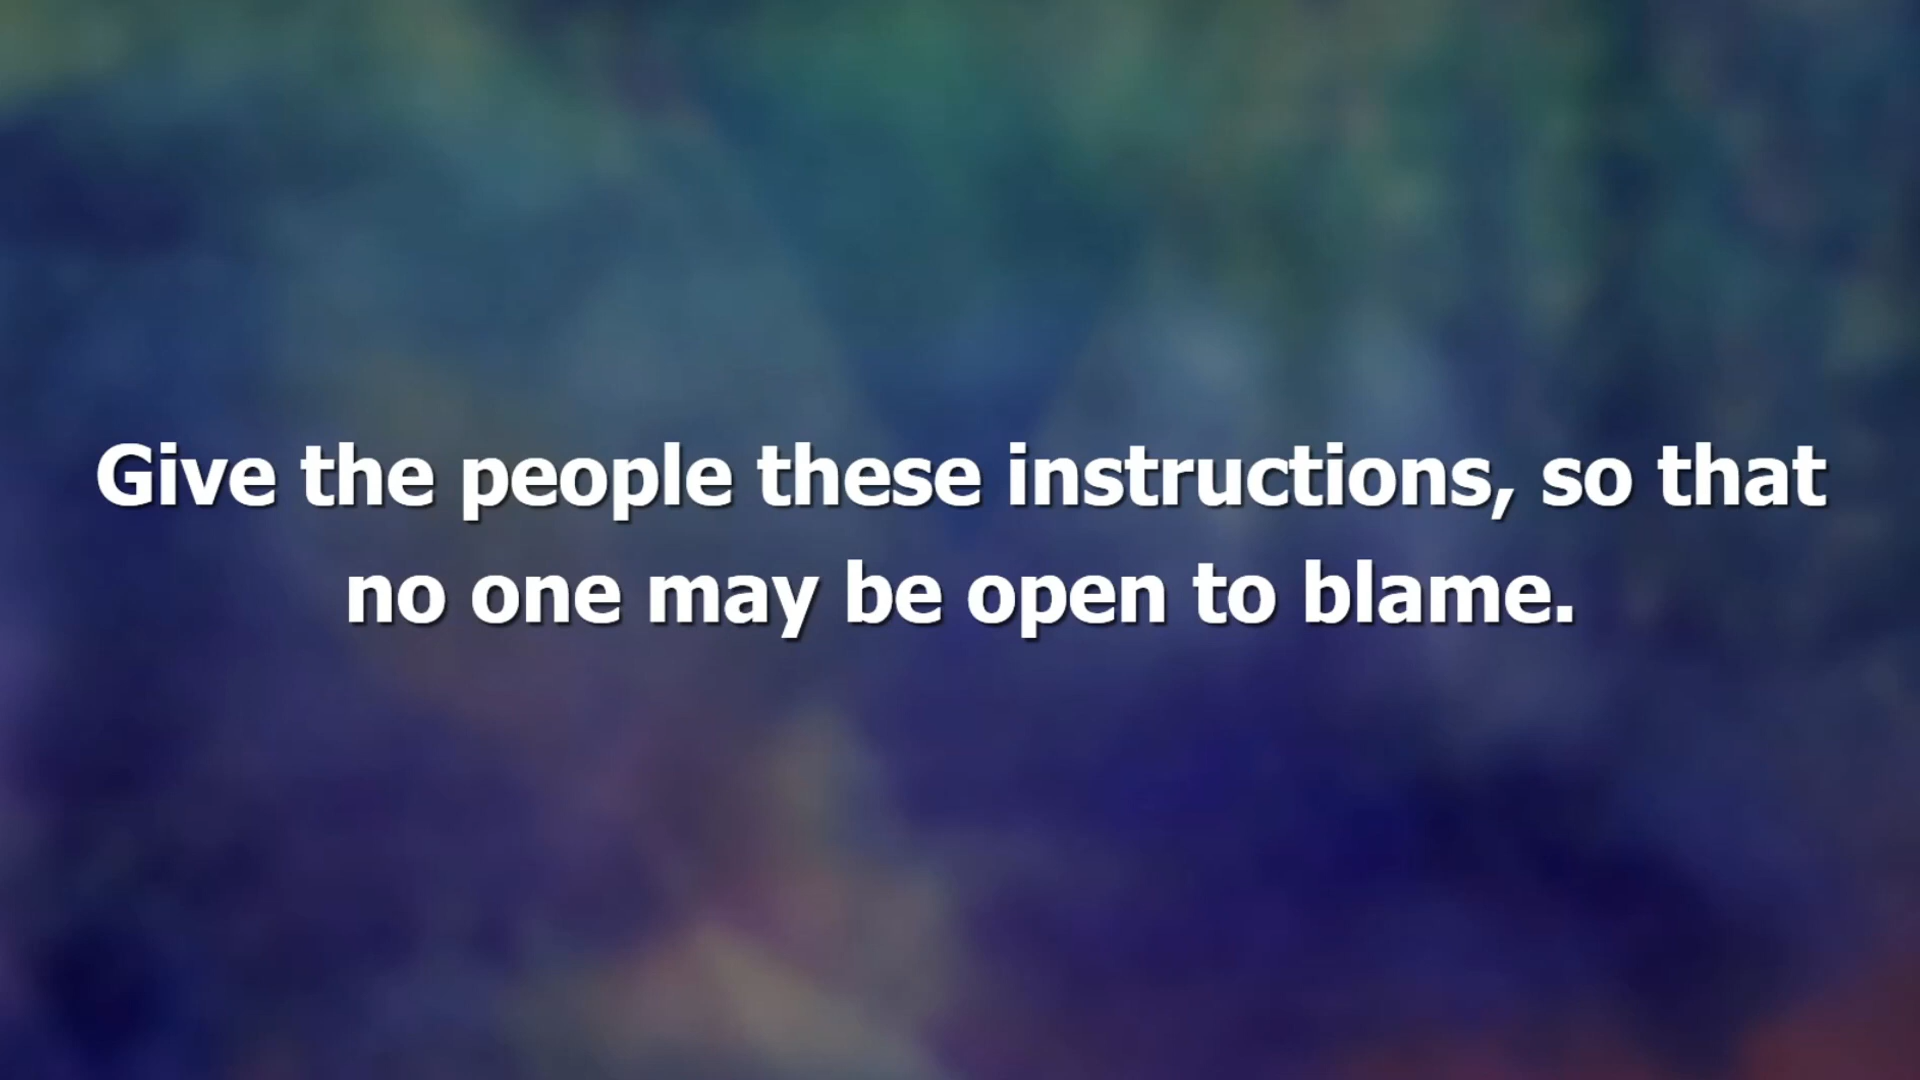 Give the people these instructions, so that
no one may be open to blame.